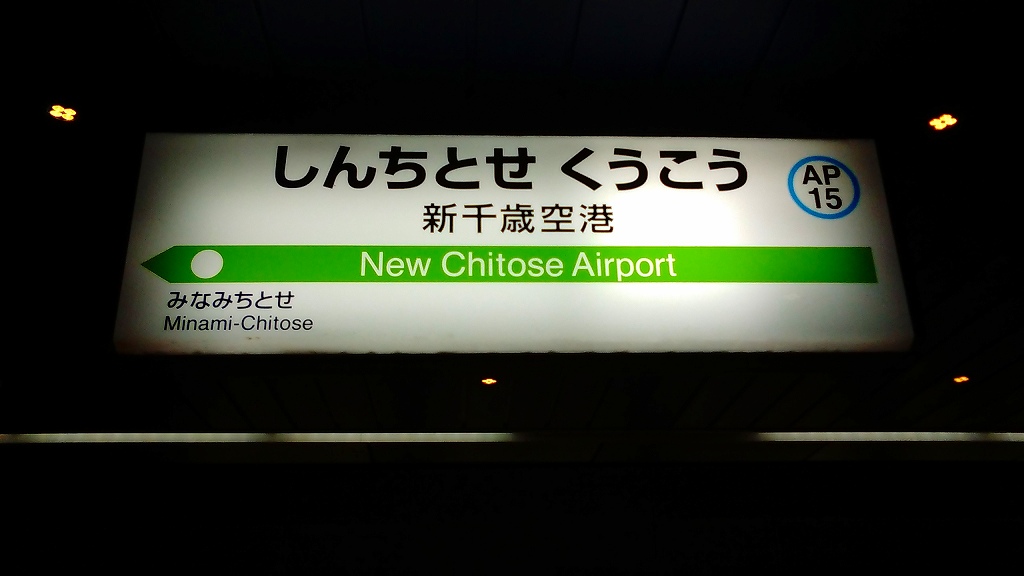 しんちとせ くうこう
AP
15
新千歳空港
New Chitose Airport
みなみちとせ
Minami-Chitose